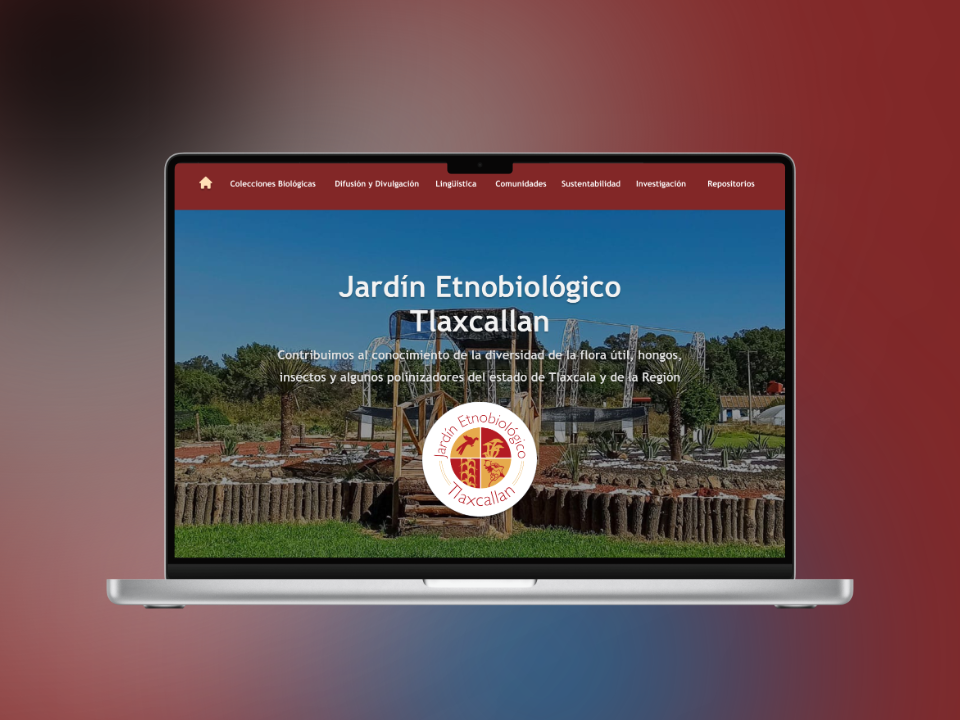 Colecciones Biológicas Difusión y Divulgación Lingüística Comunidades Sustentabilidad Investigación Repositorios
Jardín Etnobiológico
Tlaxcallan
Contribuimos al conocimiento de la diversidad de la flora útil, hongos,
insectos y algunos polinizadores del estado de Tlaxcala y de la Región
Jardín Etnobiológico
Tlaxcallan